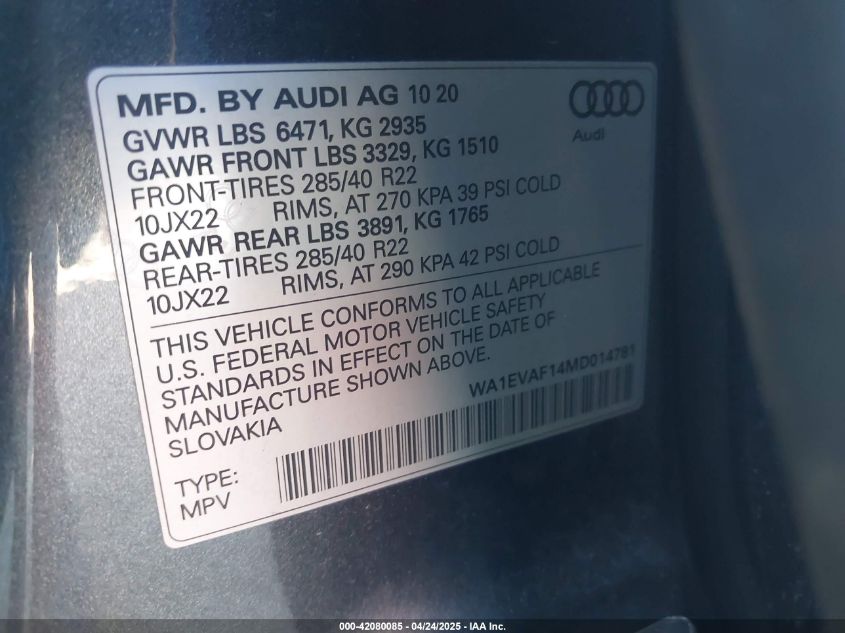 MFD. BY AUDI AG 10 20
Audi
GVWR LBS 6471, KG 2935
GAWR FRONT LBS 3329, KG 1510
FRONT-TIRES 285/40 R22
10JX22 RIMS, AT 270 KPA 39 PSI COLD
GAWR REAR LBS 3891, KG 1765
REAR-TIRES 285/40 R22
10JX22 RIMS, AT 290 KPA 42 PSI COLD
THIS VEHICLE CONFORMS TO ALL APPLICABLE
U.S. FEDERAL MOTOR VEHICLE SAFETY
STANDARDS IN EFFECT ON THE DATE OF
MANUFACTURE SHOWN ABOVE.
SLOVAKIA
WA1EVAF14MD014781
TYPE:
MPV
000-42080085 - 04/24/2025 - IAA Inc.